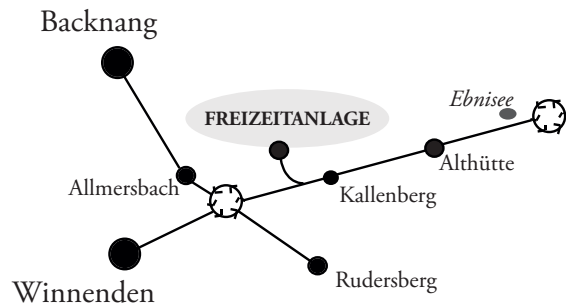 Backnang
Ebnisee
FREIZEITANLAGE
Althütte
Allmersbach
Kallenberg
Rudersberg
Winnenden